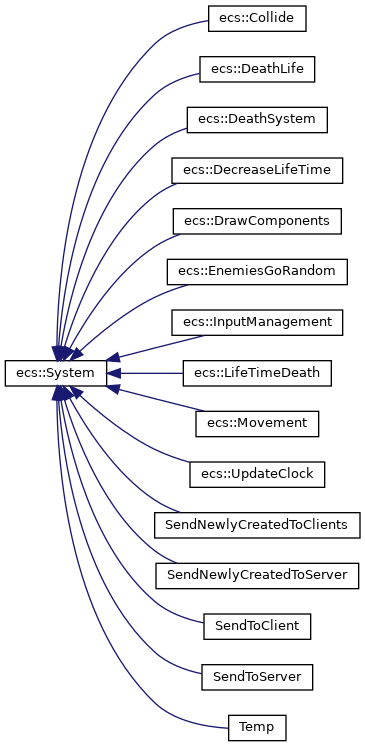 ecs::Collide
ecs::DeathLife
ecs::DeathSystem
ecs::DecreaseLifeTime
ecs::DrawComponents
ecs::EnemiesGoRandom
ecs::InputManagement
ecs::System
ecs::LifeTimeDeath
ecs::Movement
ecs::UpdateClock
SendNewlyCreatedToClients
SendNewlyCreatedToServer
SendToClient
SendToServer
Temp